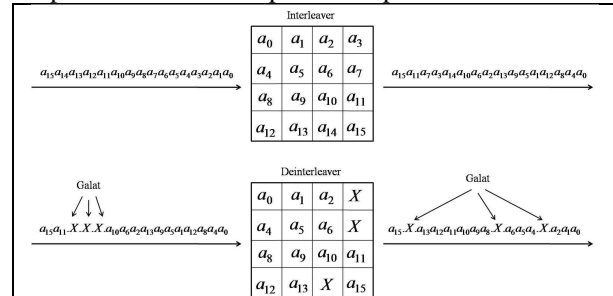 Interleaver
a₀ a₁ a₂ a₃
a₄ a₅ a₆ a₇
a₁₅a₁₄a₁₃a₁₂a₁₁a₁₀a₉a₈a₇a₆a₅a₄a₃a₂a₁a₀
a₁₅a₁₁a₇a₃a₁₄a₁₀a₆a₂a₁₃a₉a₅a₁a₁₂a₈a₄a₀
a₈ a₉ a₁₀ a₁₁
a₁₂ a₁₃ a₁₄ a₁₅
Deinterleaver
Galat
Galat
a₀ a₁ a₂ X
a₄ a₅ a₆ X
a₁₅a₁₁.X.X.X.a₁₀a₆a₂a₁₃a₉a₅a₁a₁₂a₈a₄a₀
a₁₅.X.a₁₃a₁₂a₁₁a₁₀a₉a₈.X.a₆a₅a₄.X.a₂a₁a₀
a₈ a₉ a₁₀ a₁₁
a₁₂ a₁₃ X a₁₅